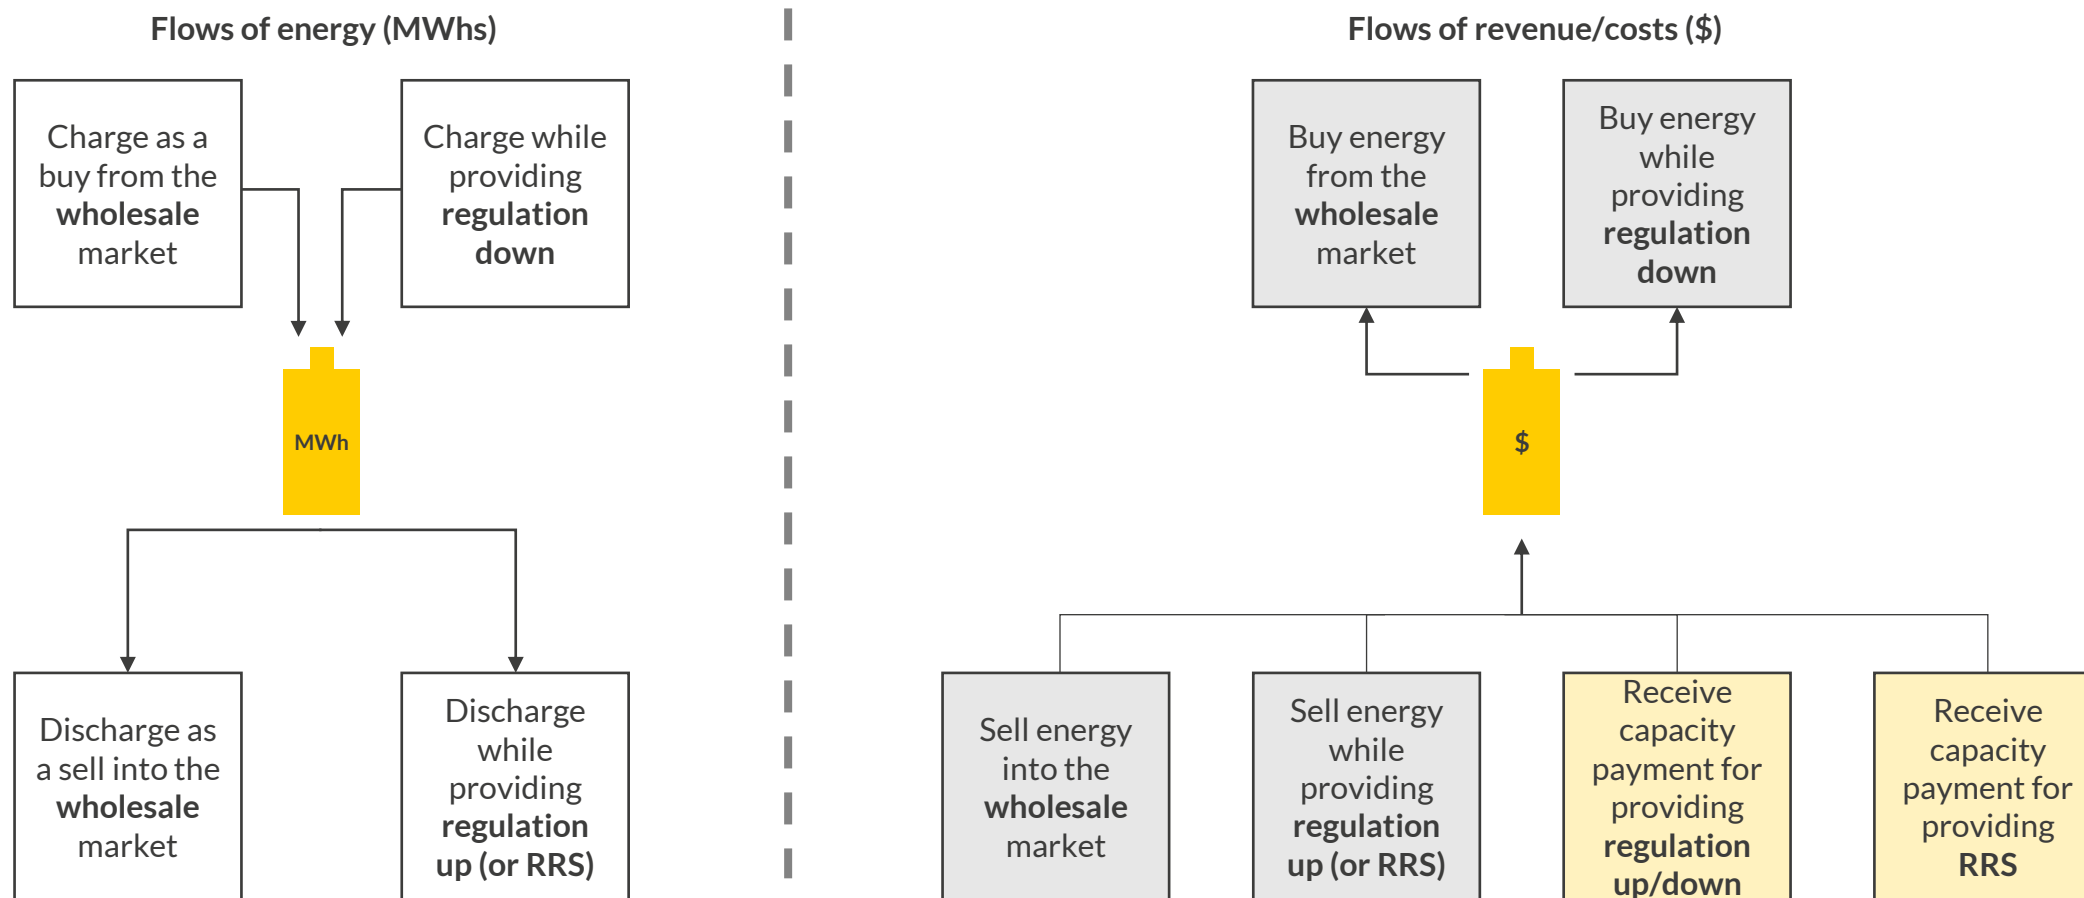 Flows of energy (MWhs)
Charge as a
buy from the
wholesale
market
Charge while
providing
regulation
down
MWh
Discharge as
a sell into the
wholesale
market
Discharge
while
providing
regulation
up (or RRS)
Flows of revenue/costs ($)
Buy energy
from the
wholesale
market
Buy energy
while
providing
regulation
down
$
Sell energy
into the
wholesale
market
Sell energy
while
providing
regulation
up (or RRS)
Receive
capacity
payment for
providing
regulation
up/down
Receive
capacity
payment for
providing
RRS